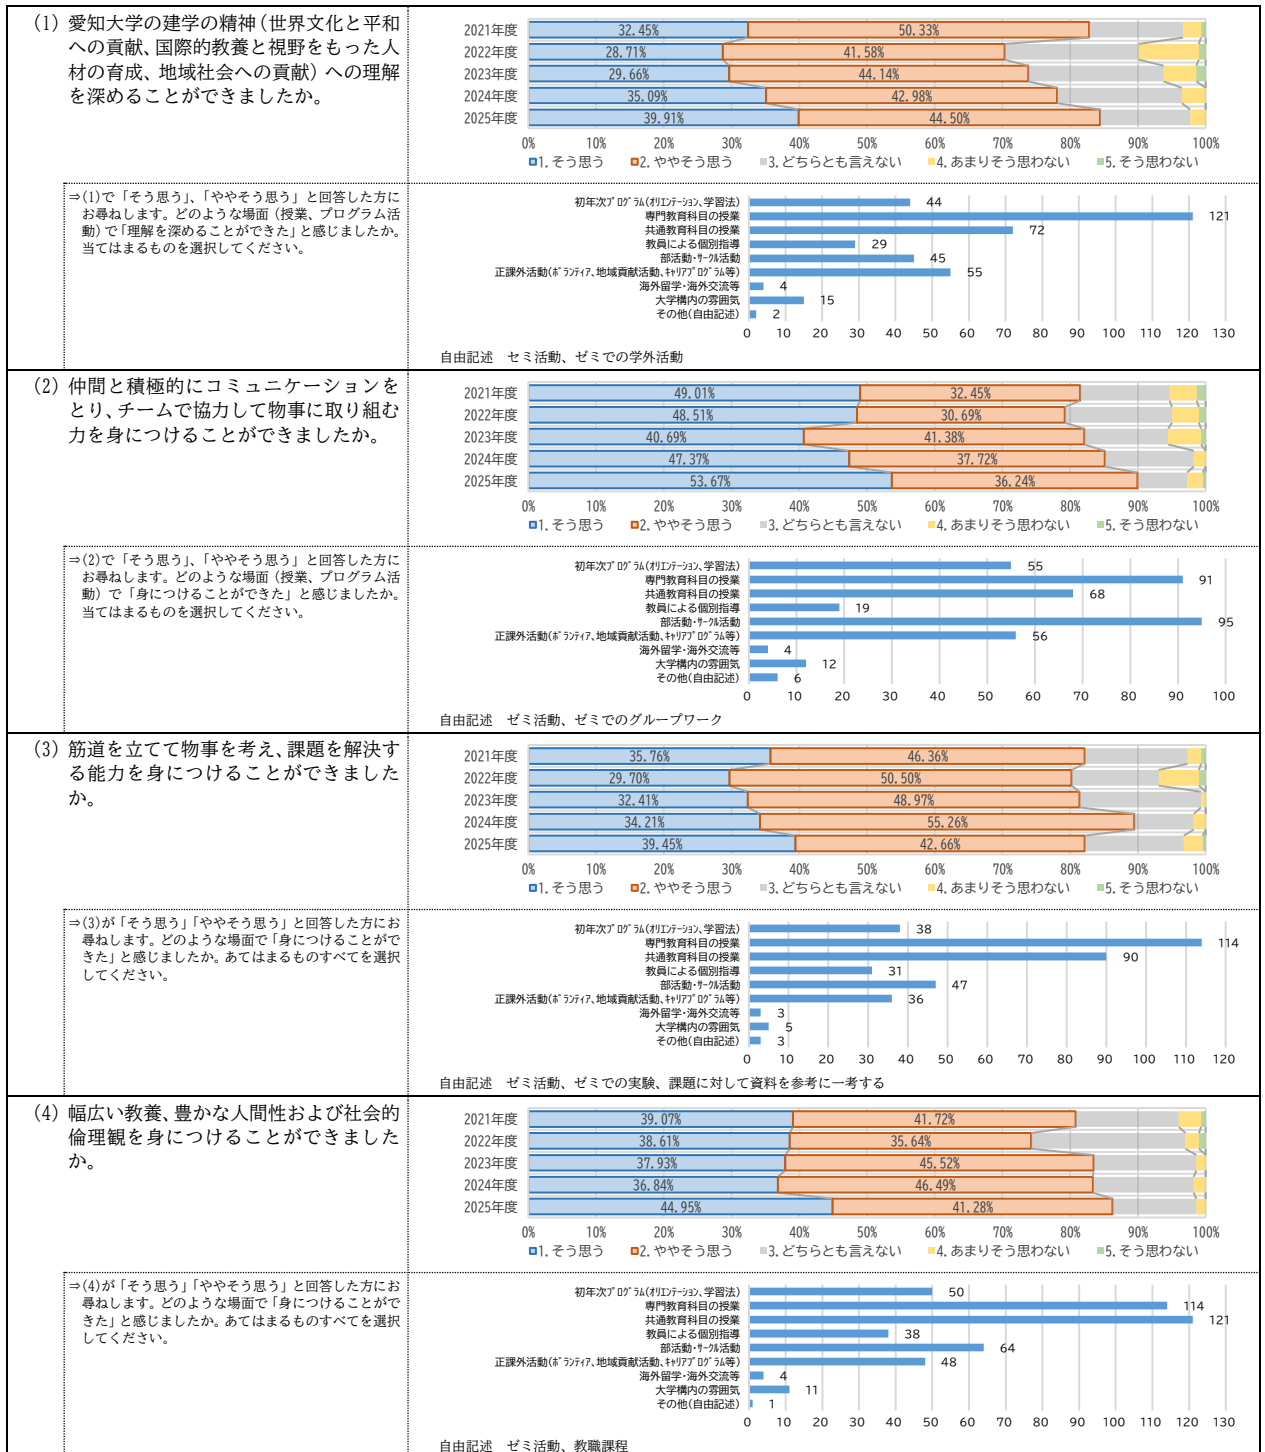 (1) 愛知大学の建学の精神（世界文化と平和
への貢献、国際的教養と視野をもった人
材の育成、地域社会への貢献）への理解
を深めることができましたか。
2021年度 32.45% 50.33%
2022年度 28.71% 41.58%
2023年度 29.66% 44.14%
2024年度 35.09% 42.98%
2025年度 39.91% 44.50%
0% 10% 20% 30% 40% 50% 60% 70% 80% 90% 100%
1.そう思う 2.ややそう思う 3.どちらとも言えない 4.あまりそう思わない 5.そう思わない
⇒(1)で「そう思う」、「ややそう思う」と回答した方に
お尋ねします。どのような場面（授業、プログラム活
動）で「理解を深めることができた」と感じましたか。
当てはまるものを選択してください。
初年次ﾌﾟﾛｸﾞﾗﾑ(ｵﾘｴﾝﾃｰｼｮﾝ、学習法) 44
専門教育科目の授業 121
共通教育科目の授業 72
教員による個別指導 29
部活動･ｻｰｸﾙ活動 45
正課外活動(ﾎﾞﾗﾝﾃｨｱ、地域貢献活動、ｷｬﾘｱﾌﾟﾛｸﾞﾗﾑ等) 55
海外留学･海外交流等 4
大学構内の雰囲気 15
その他(自由記述) 2
0 10 20 30 40 50 60 70 80 90 100 110 120 130
自由記述　セミ活動、ゼミでの学外活動
(2) 仲間と積極的にコミュニケーションを
とり、チームで協力して物事に取り組む
力を身につけることができましたか。
2021年度 49.01% 32.45%
2022年度 48.51% 30.69%
2023年度 40.69% 41.38%
2024年度 47.37% 37.72%
2025年度 53.67% 36.24%
0% 10% 20% 30% 40% 50% 60% 70% 80% 90% 100%
1.そう思う 2.ややそう思う 3.どちらとも言えない 4.あまりそう思わない 5.そう思わない
⇒(2)で「そう思う」、「ややそう思う」と回答した方に
お尋ねします。どのような場面（授業、プログラム活
動）で「身につけることができた」と感じましたか。
当てはまるものを選択してください。
初年次ﾌﾟﾛｸﾞﾗﾑ(ｵﾘｴﾝﾃｰｼｮﾝ、学習法) 55
専門教育科目の授業 91
共通教育科目の授業 68
教員による個別指導 19
部活動･ｻｰｸﾙ活動 95
正課外活動(ﾎﾞﾗﾝﾃｨｱ、地域貢献活動、ｷｬﾘｱﾌﾟﾛｸﾞﾗﾑ等) 56
海外留学･海外交流等 4
大学構内の雰囲気 12
その他(自由記述) 6
0 10 20 30 40 50 60 70 80 90 100
自由記述　ゼミ活動、ゼミでのグループワーク
(3) 筋道を立てて物事を考え、課題を解決す
る能力を身につけることができました
か。
2021年度 35.76% 46.36%
2022年度 29.70% 50.50%
2023年度 32.41% 48.97%
2024年度 34.21% 55.26%
2025年度 39.45% 42.66%
0% 10% 20% 30% 40% 50% 60% 70% 80% 90% 100%
1.そう思う 2.ややそう思う 3.どちらとも言えない 4.あまりそう思わない 5.そう思わない
⇒(3)が「そう思う」「ややそう思う」と回答した方にお
尋ねします。どのような場面で「身につけることがで
きた」と感じましたか。あてはまるものすべてを選択
してください。
初年次ﾌﾟﾛｸﾞﾗﾑ(ｵﾘｴﾝﾃｰｼｮﾝ、学習法) 38
専門教育科目の授業 114
共通教育科目の授業 90
教員による個別指導 31
部活動･ｻｰｸﾙ活動 47
正課外活動(ﾎﾞﾗﾝﾃｨｱ、地域貢献活動、ｷｬﾘｱﾌﾟﾛｸﾞﾗﾑ等) 36
海外留学･海外交流等 3
大学構内の雰囲気 5
その他(自由記述) 3
0 10 20 30 40 50 60 70 80 90 100 110 120
自由記述　ゼミ活動、ゼミでの実験、課題に対して資料を参考に一考する
(4) 幅広い教養、豊かな人間性および社会的
倫理観を身につけることができました
か。
2021年度 39.07% 41.72%
2022年度 38.61% 35.64%
2023年度 37.93% 45.52%
2024年度 36.84% 46.49%
2025年度 44.95% 41.28%
0% 10% 20% 30% 40% 50% 60% 70% 80% 90% 100%
1.そう思う 2.ややそう思う 3.どちらとも言えない 4.あまりそう思わない 5.そう思わない
⇒(4)が「そう思う」「ややそう思う」と回答した方にお
尋ねします。どのような場面で「身につけることがで
きた」と感じましたか。あてはまるものすべてを選択
してください。
初年次ﾌﾟﾛｸﾞﾗﾑ(ｵﾘｴﾝﾃｰｼｮﾝ、学習法) 50
専門教育科目の授業 114
共通教育科目の授業 121
教員による個別指導 38
部活動･ｻｰｸﾙ活動 64
正課外活動(ﾎﾞﾗﾝﾃｨｱ、地域貢献活動、ｷｬﾘｱﾌﾟﾛｸﾞﾗﾑ等) 48
海外留学･海外交流等 4
大学構内の雰囲気 11
その他(自由記述) 1
0 10 20 30 40 50 60 70 80 90 100 110 120 130
自由記述　ゼミ活動、教職課程